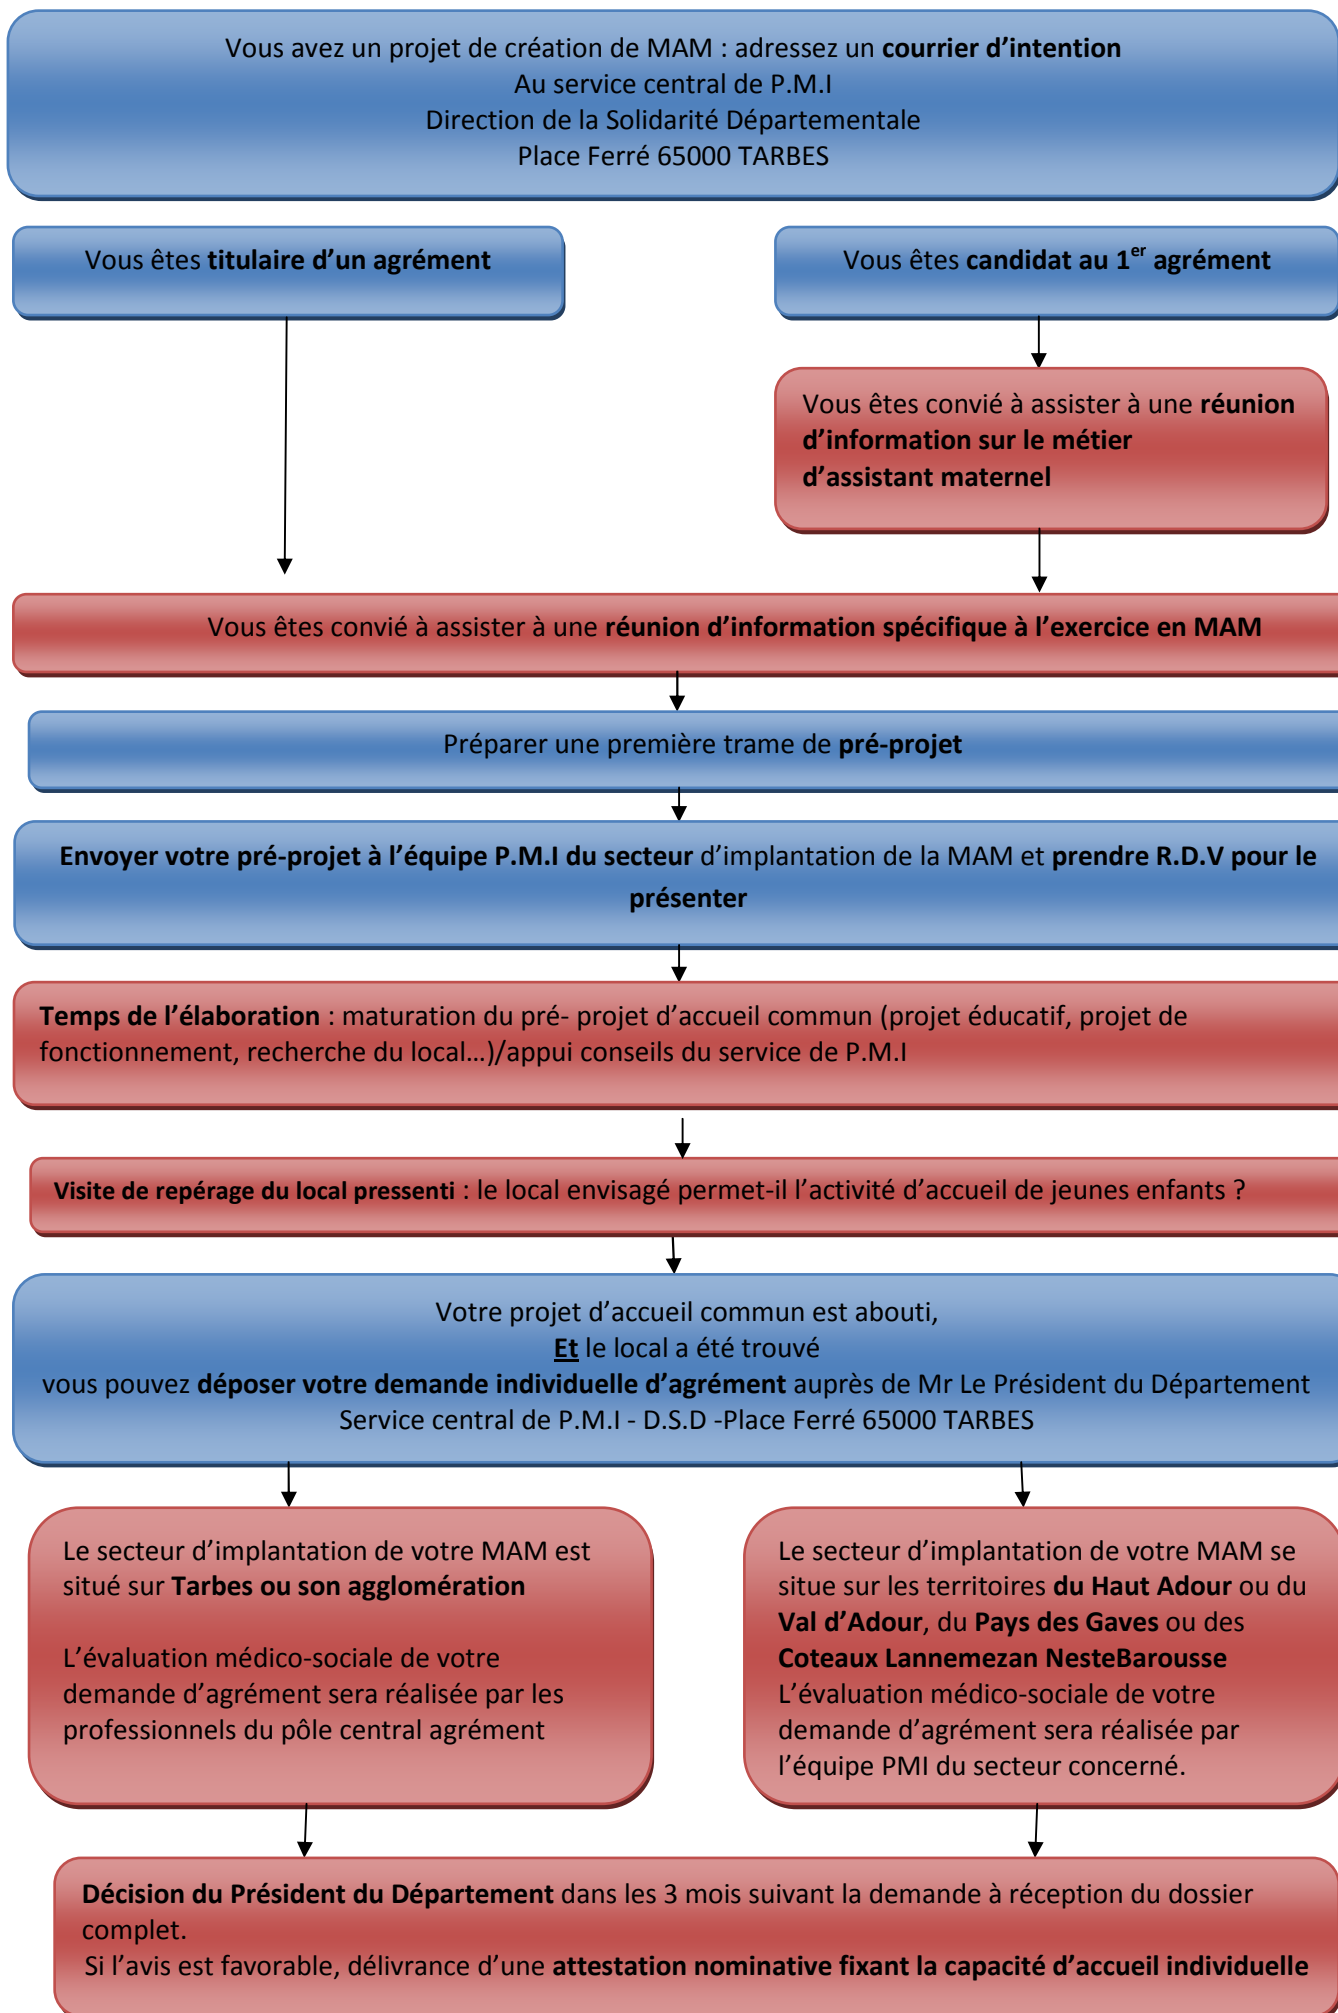 Vous avez un projet de création de MAM : adressez un courrier d’intention
Au service central de P.M.I
Direction de la Solidarité Départementale
Place Ferré 65000 TARBES
Vous êtes titulaire d’un agrément
Vous êtes candidat au 1er agrément
Vous êtes convié à assister à une réunion
d’information sur le métier
d’assistant maternel
Vous êtes convié à assister à une réunion d’information spécifique à l’exercice en MAM
Préparer une première trame de pré-projet
Envoyer votre pré-projet à l’équipe P.M.I du secteur d’implantation de la MAM et prendre R.D.V pour le
présenter
Temps de l’élaboration : maturation du pré- projet d’accueil commun (projet éducatif, projet de
fonctionnement, recherche du local…)/appui conseils du service de P.M.I
Visite de repérage du local pressenti : le local envisagé permet-il l’activité d’accueil de jeunes enfants ?
Votre projet d’accueil commun est abouti,
Et le local a été trouvé
vous pouvez déposer votre demande individuelle d’agrément auprès de Mr Le Président du Département
Service central de P.M.I - D.S.D -Place Ferré 65000 TARBES
Le secteur d’implantation de votre MAM est
situé sur Tarbes ou son agglomération
L’évaluation médico-sociale de votre
demande d’agrément sera réalisée par les
professionnels du pôle central agrément
Le secteur d’implantation de votre MAM se
situe sur les territoires du Haut Adour ou du
Val d’Adour, du Pays des Gaves ou des
Coteaux Lannemezan NesteBarousse
L’évaluation médico-sociale de votre
demande d’agrément sera réalisée par
l’équipe PMI du secteur concerné.
Décision du Président du Département dans les 3 mois suivant la demande à réception du dossier
complet.
Si l’avis est favorable, délivrance d’une attestation nominative fixant la capacité d’accueil individuelle